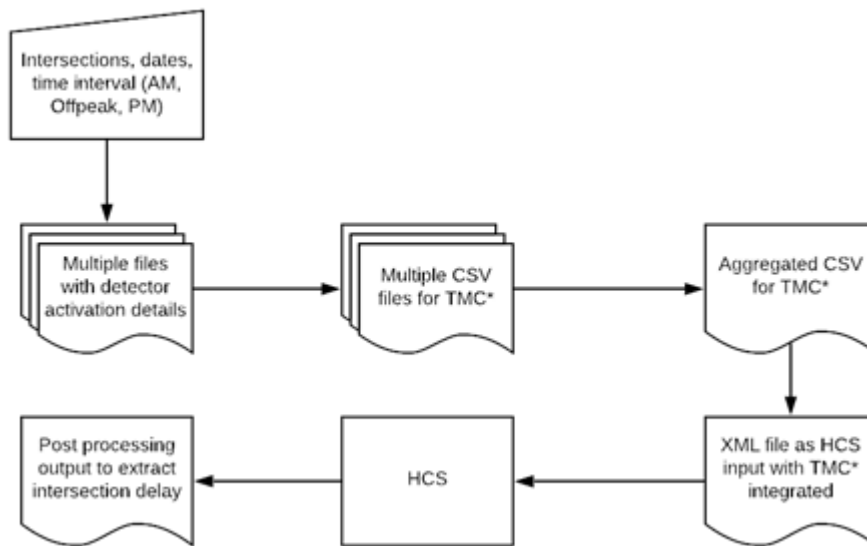 Intersections, dates,
time interval (AM,
Offpeak, PM)
Multiple files
with detector
activation details
Multiple CSV
files for TMC*
Aggregated CSV
for TMC*
Post processing
output to extract
intersection delay
HCS
XML file as HCS
input with TMC*
integrated